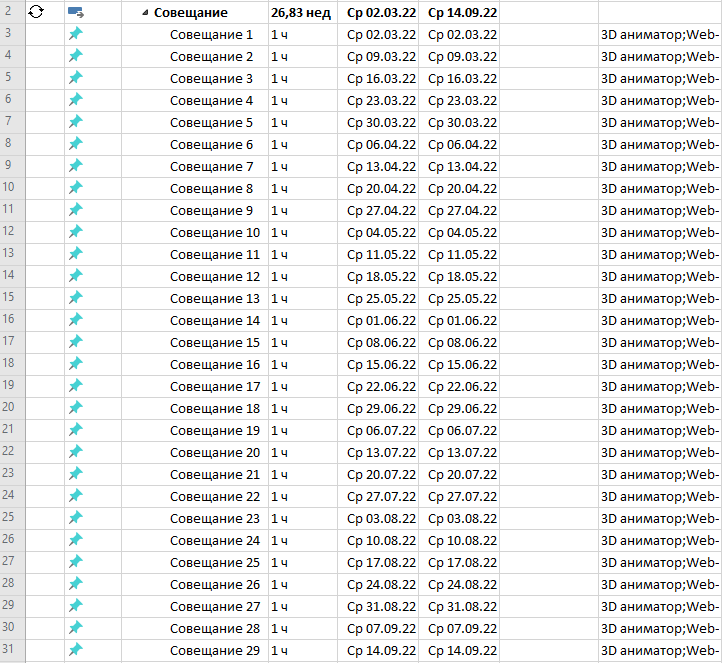 2 Совещание 26,83 нед Ср 02.03.22 Ср 14.09.22
3 Совещание 1 1 ч Ср 02.03.22 Ср 02.03.22 3D аниматор;Web-
4 Совещание 2 1 ч Ср 09.03.22 Ср 09.03.22 3D аниматор;Web-
5 Совещание 3 1 ч Ср 16.03.22 Ср 16.03.22 3D аниматор;Web-
6 Совещание 4 1 ч Ср 23.03.22 Ср 23.03.22 3D аниматор;Web-
7 Совещание 5 1 ч Ср 30.03.22 Ср 30.03.22 3D аниматор;Web-
8 Совещание 6 1 ч Ср 06.04.22 Ср 06.04.22 3D аниматор;Web-
9 Совещание 7 1 ч Ср 13.04.22 Ср 13.04.22 3D аниматор;Web-
10 Совещание 8 1 ч Ср 20.04.22 Ср 20.04.22 3D аниматор;Web-
11 Совещание 9 1 ч Ср 27.04.22 Ср 27.04.22 3D аниматор;Web-
12 Совещание 10 1 ч Ср 04.05.22 Ср 04.05.22 3D аниматор;Web-
13 Совещание 11 1 ч Ср 11.05.22 Ср 11.05.22 3D аниматор;Web-
14 Совещание 12 1 ч Ср 18.05.22 Ср 18.05.22 3D аниматор;Web-
15 Совещание 13 1 ч Ср 25.05.22 Ср 25.05.22 3D аниматор;Web-
16 Совещание 14 1 ч Ср 01.06.22 Ср 01.06.22 3D аниматор;Web-
17 Совещание 15 1 ч Ср 08.06.22 Ср 08.06.22 3D аниматор;Web-
18 Совещание 16 1 ч Ср 15.06.22 Ср 15.06.22 3D аниматор;Web-
19 Совещание 17 1 ч Ср 22.06.22 Ср 22.06.22 3D аниматор;Web-
20 Совещание 18 1 ч Ср 29.06.22 Ср 29.06.22 3D аниматор;Web-
21 Совещание 19 1 ч Ср 06.07.22 Ср 06.07.22 3D аниматор;Web-
22 Совещание 20 1 ч Ср 13.07.22 Ср 13.07.22 3D аниматор;Web-
23 Совещание 21 1 ч Ср 20.07.22 Ср 20.07.22 3D аниматор;Web-
24 Совещание 22 1 ч Ср 27.07.22 Ср 27.07.22 3D аниматор;Web-
25 Совещание 23 1 ч Ср 03.08.22 Ср 03.08.22 3D аниматор;Web-
26 Совещание 24 1 ч Ср 10.08.22 Ср 10.08.22 3D аниматор;Web-
27 Совещание 25 1 ч Ср 17.08.22 Ср 17.08.22 3D аниматор;Web-
28 Совещание 26 1 ч Ср 24.08.22 Ср 24.08.22 3D аниматор;Web-
29 Совещание 27 1 ч Ср 31.08.22 Ср 31.08.22 3D аниматор;Web-
30 Совещание 28 1 ч Ср 07.09.22 Ср 07.09.22 3D аниматор;Web-
31 Совещание 29 1 ч Ср 14.09.22 Ср 14.09.22 3D аниматор;Web-